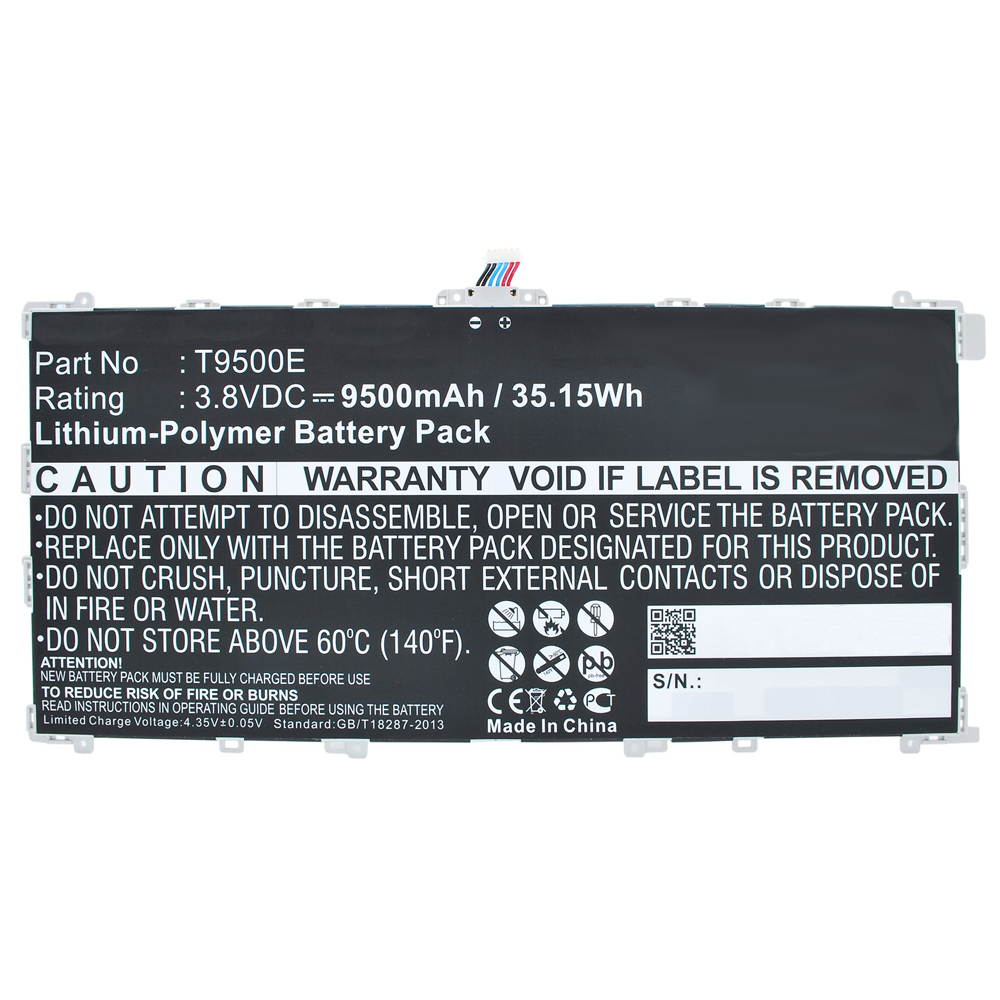 Part No : T9500E
Rating : 3.8VDC ⎓ 9500mAh / 35.15Wh
Lithium-Polymer Battery Pack
CAUTION WARRANTY VOID IF LABEL IS REMOVED
•DO NOT ATTEMPT TO DISASSEMBLE, OPEN OR SERVICE THE BATTERY PACK.
•REPLACE ONLY WITH THE BATTERY PACK DESIGNATED FOR THIS PRODUCT.
•DO NOT CRUSH, PUNCTURE, SHORT EXTERNAL CONTACTS OR DISPOSE OF
IN FIRE OR WATER.
•DO NOT STORE ABOVE 60°C (140°F).
ATTENTION!
NEW BATTERY PACK MUST BE FULLY CHARGED BEFORE USE
TO REDUCE RISK OF FIRE OR BURNS
READ INSTRUCTIONS IN OPERATING GUIDE BEFORE USING THE BATTERY
Limited Charge Voltage:4.35V±0.05V Standard:GB/T18287-2013
pb
pb-free
CE PCT
Made In China
S/N.: